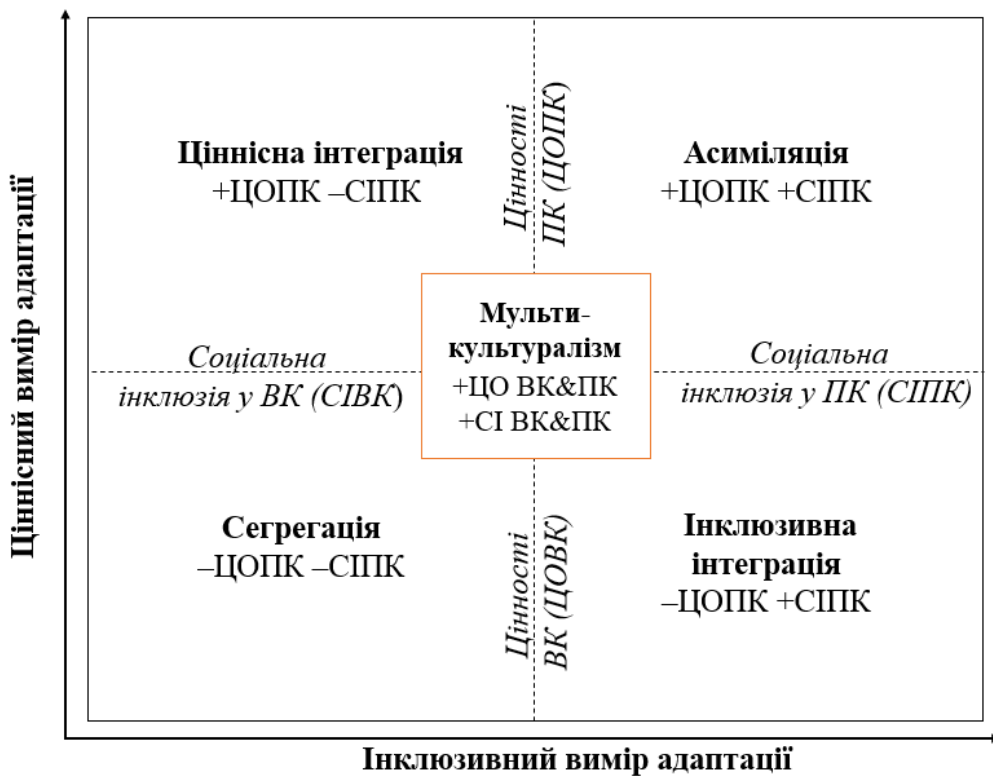 Ціннісний вимір адаптації
Ціннісна інтеграція
+ЦОПК –СІПК
Цінності
ПК (ЦОПК)
Асиміляція
+ЦОПК +СІПК
Соціальна
інклюзія у ВК (СІВК)
Мульти-
культуралізм
+ЦО ВК&ПК
+СІ ВК&ПК
Соціальна
інклюзія у ПК (СІПК)
Сегрегація
–ЦОПК –СІПК
Цінності
ВК (ЦОВК)
Інклюзивна
інтеграція
–ЦОПК +СІПК
Інклюзивний вимір адаптації